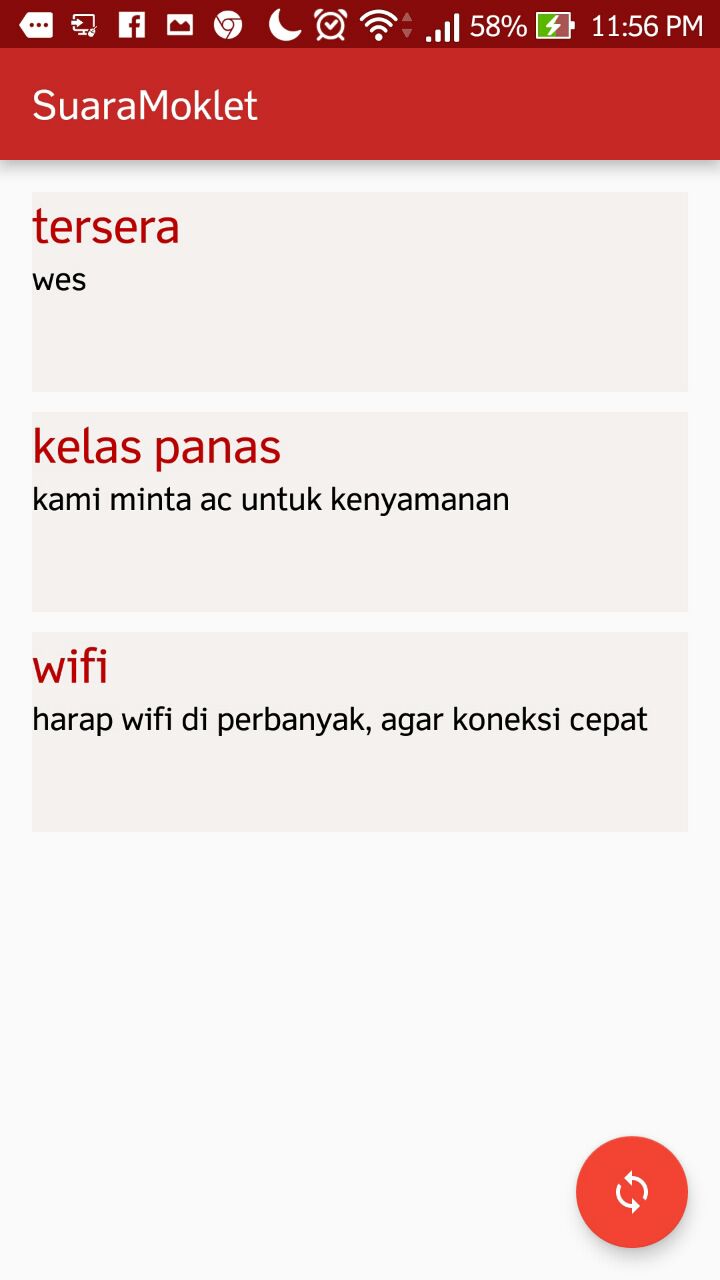 58% 11:56 PM
SuaraMoklet
tersera
wes
kelas panas
kami minta ac untuk kenyamanan
wifi
harap wifi di perbanyak, agar koneksi cepat